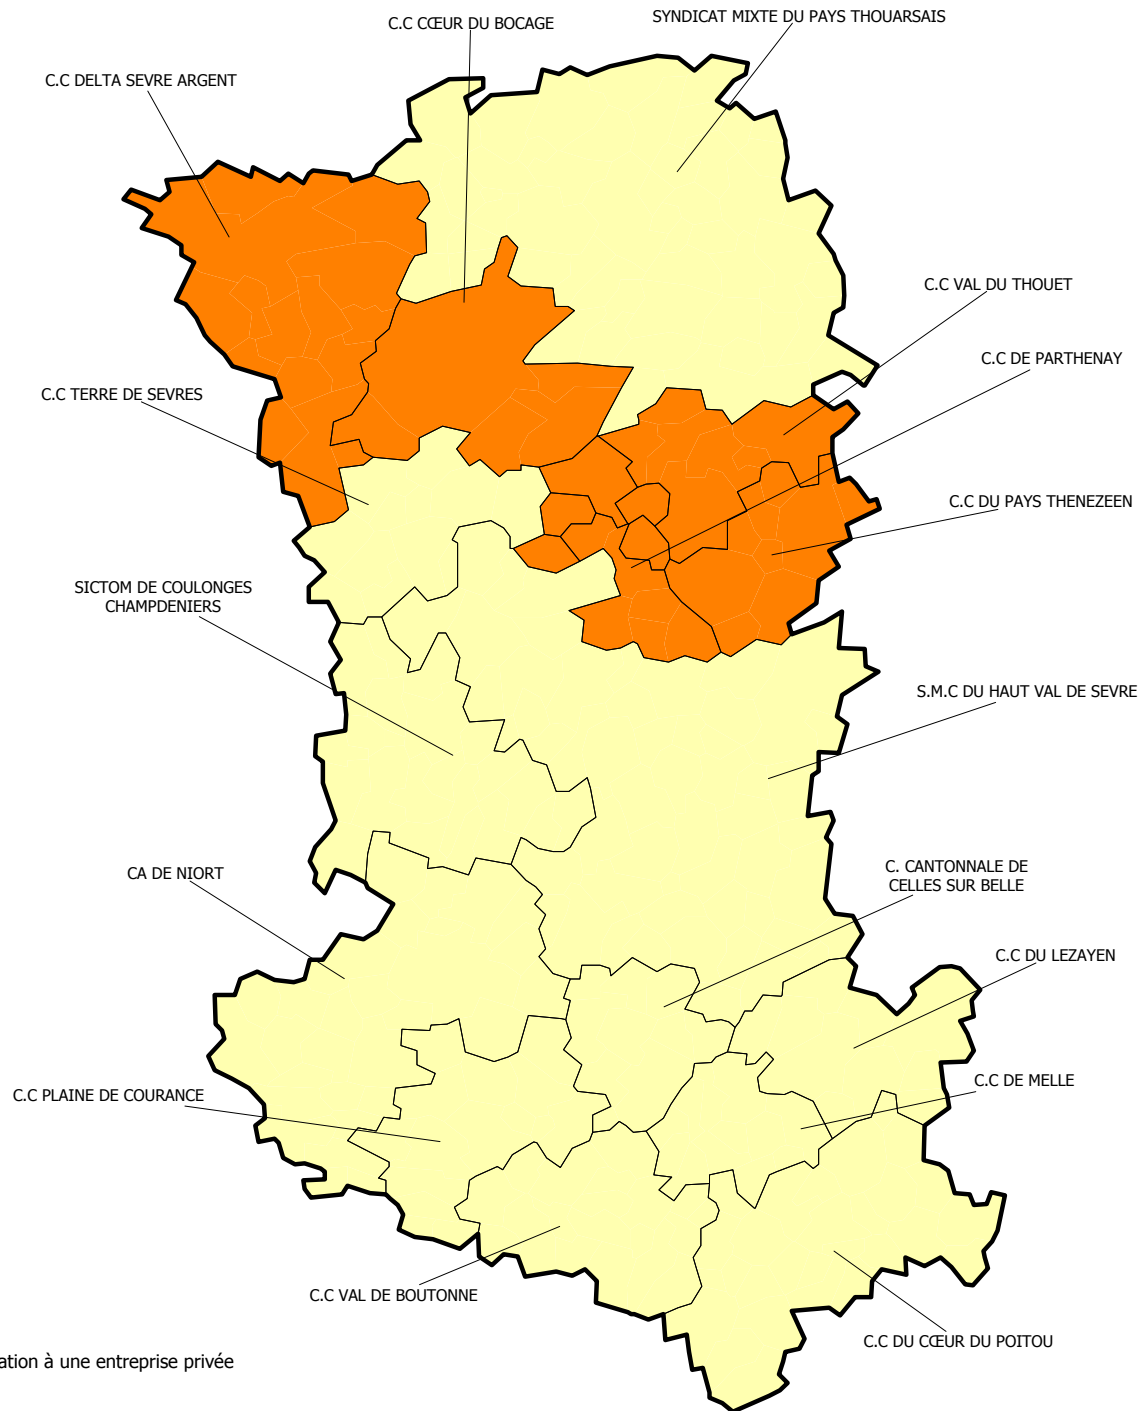 SYNDICAT MIXTE DU PAYS THOUARSAIS
C.C CŒUR DU BOCAGE
C.C DELTA SEVRE ARGENT
C.C VAL DU THOUET
C.C DE PARTHENAY
C.C TERRE DE SEVRES
C.C DU PAYS THENEZEEN
SICTOM DE COULONGES
CHAMPDENIERS
S.M.C DU HAUT VAL DE SEVRE
C. CANTONNALE DE
CELLES SUR BELLE
CA DE NIORT
C.C DU LEZAYEN
C.C DE MELLE
C.C PLAINE DE COURANCE
C.C VAL DE BOUTONNE
C.C DU CŒUR DU POITOU
ation à une entreprise privée